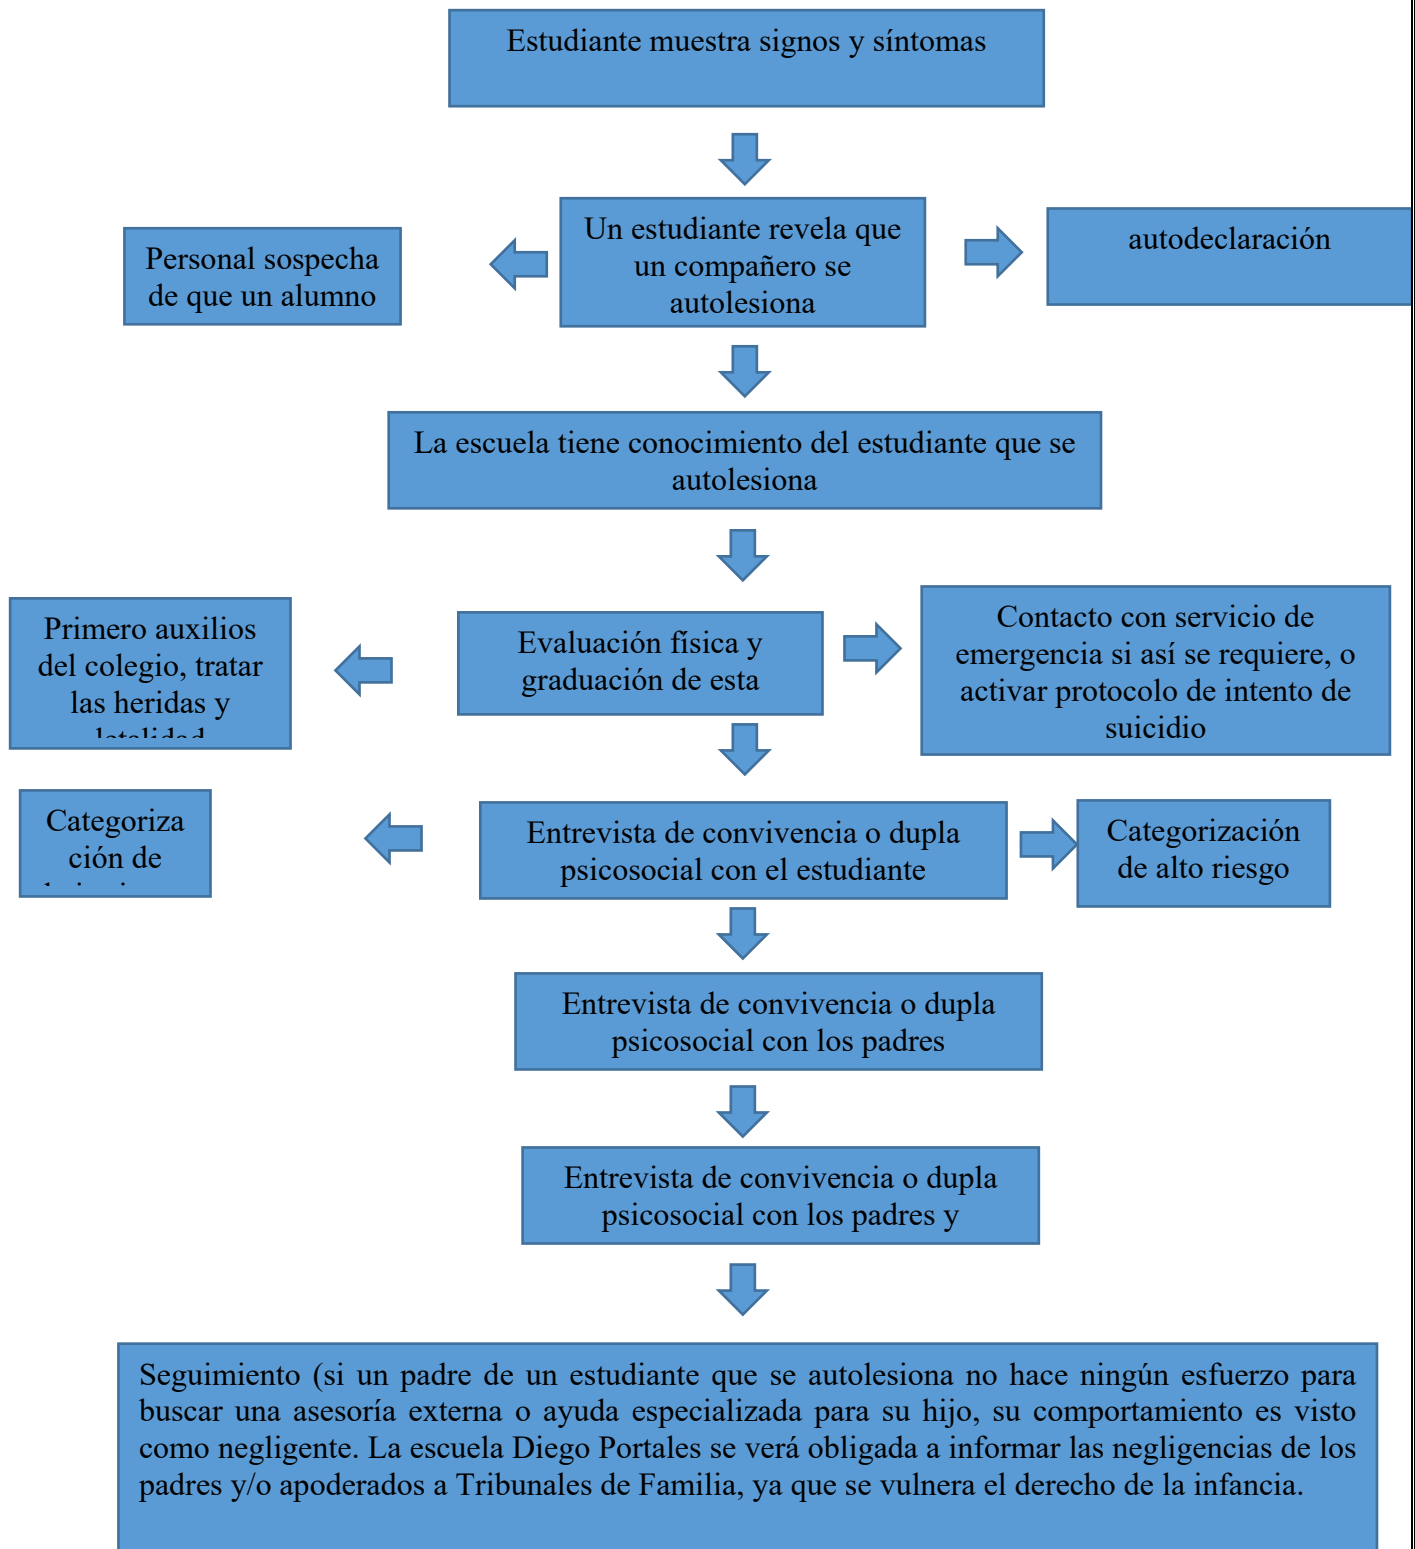 Estudiante muestra signos y síntomas
Personal sospecha
de que un alumno
Un estudiante revela que
un compañero se
autolesiona
autodeclaración
La escuela tiene conocimiento del estudiante que se
autolesiona
Primero auxilios
del colegio, tratar
las heridas y
Evaluación física y
graduación de esta
Contacto con servicio de
emergencia si así se requiere, o
activar protocolo de intento de
suicidio
Categoriza
ción de
Entrevista de convivencia o dupla
psicosocial con el estudiante
Categorización
de alto riesgo
Entrevista de convivencia o dupla
psicosocial con los padres
Entrevista de convivencia o dupla
psicosocial con los padres y
Seguimiento (si un padre de un estudiante que se autolesiona no hace ningún esfuerzo para
buscar una asesoría externa o ayuda especializada para su hijo, su comportamiento es visto
como negligente. La escuela Diego Portales se verá obligada a informar las negligencias de los
padres y/o apoderados a Tribunales de Familia, ya que se vulnera el derecho de la infancia.